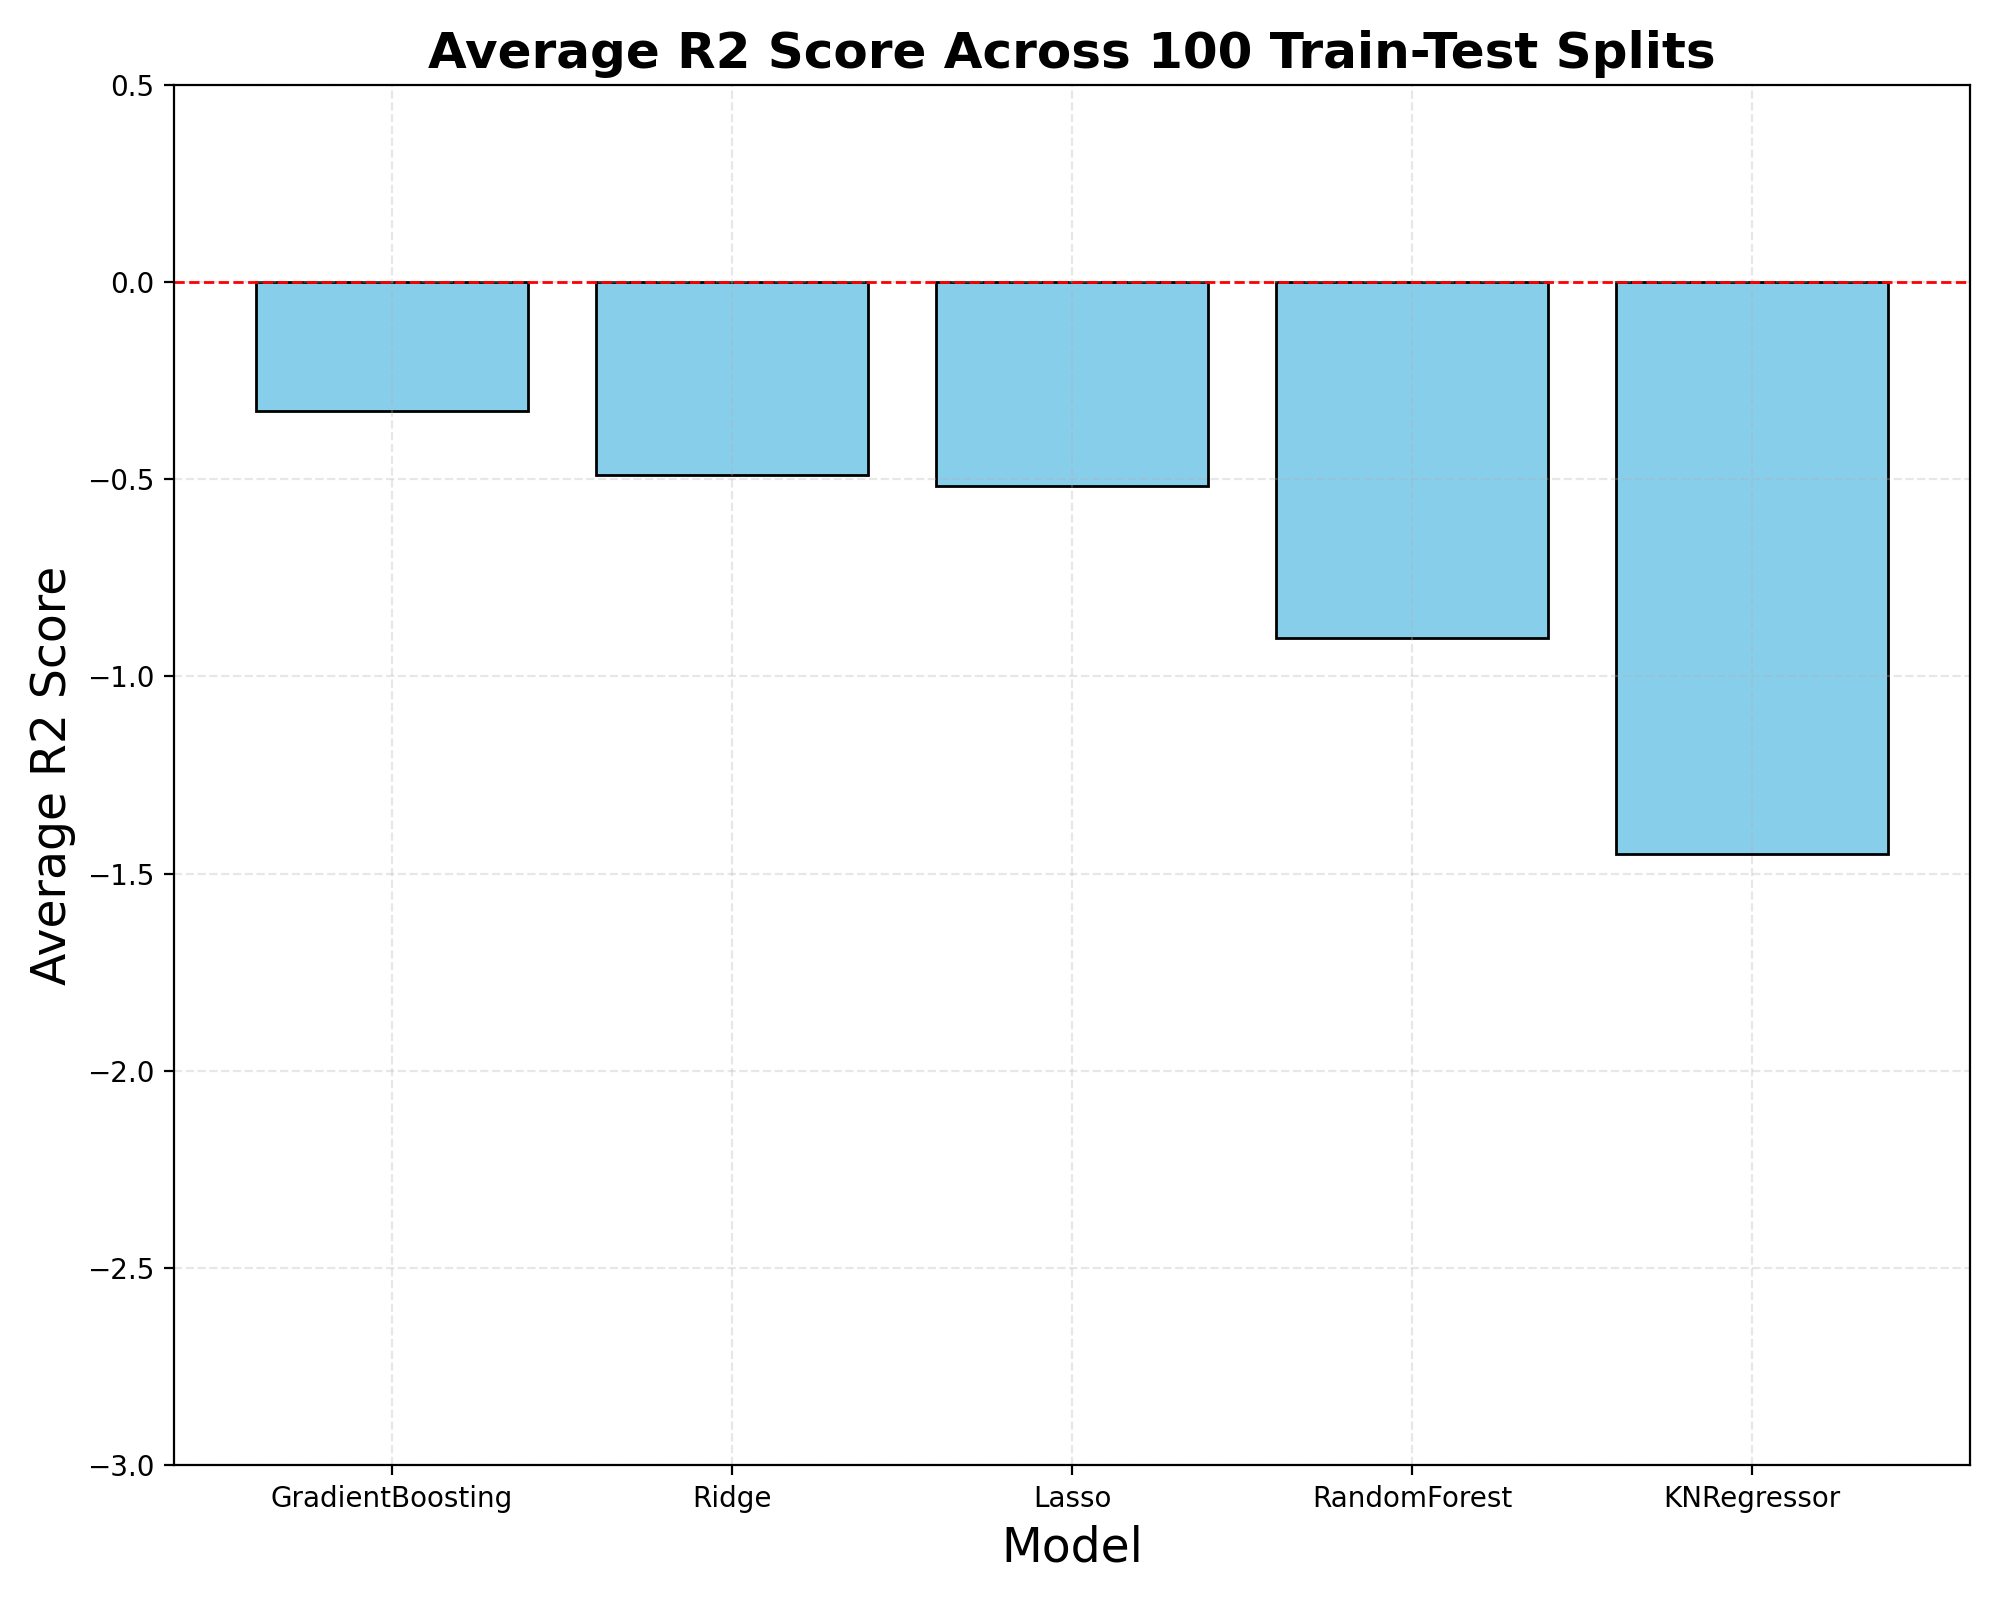 Average R2 Score Across 100 Train-Test Splits
0.5
0.0
−0.5
−1.0
−1.5
−2.0
−2.5
−3.0
Average R2 Score
GradientBoosting Ridge Lasso RandomForest KNRegressor
Model